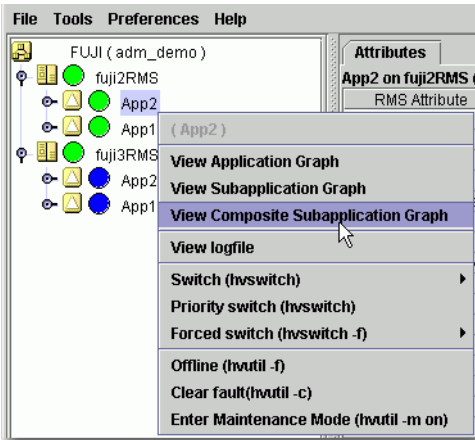 File Tools Preferences Help
FUJI ( adm_demo )
Attributes
fuji2RMS
App2 on fuji2RMS (
App2
RMS Attribute
App1
( App2 )
fuji3RMS
View Application Graph
App2
View Subapplication Graph
App1
View Composite Subapplication Graph
View logfile
Switch (hvswitch)
Priority switch (hvswitch)
Forced switch (hvswitch -f)
Offline (hvutil -f)
Clear fault(hvutil -c)
Enter Maintenance Mode (hvutil -m on)